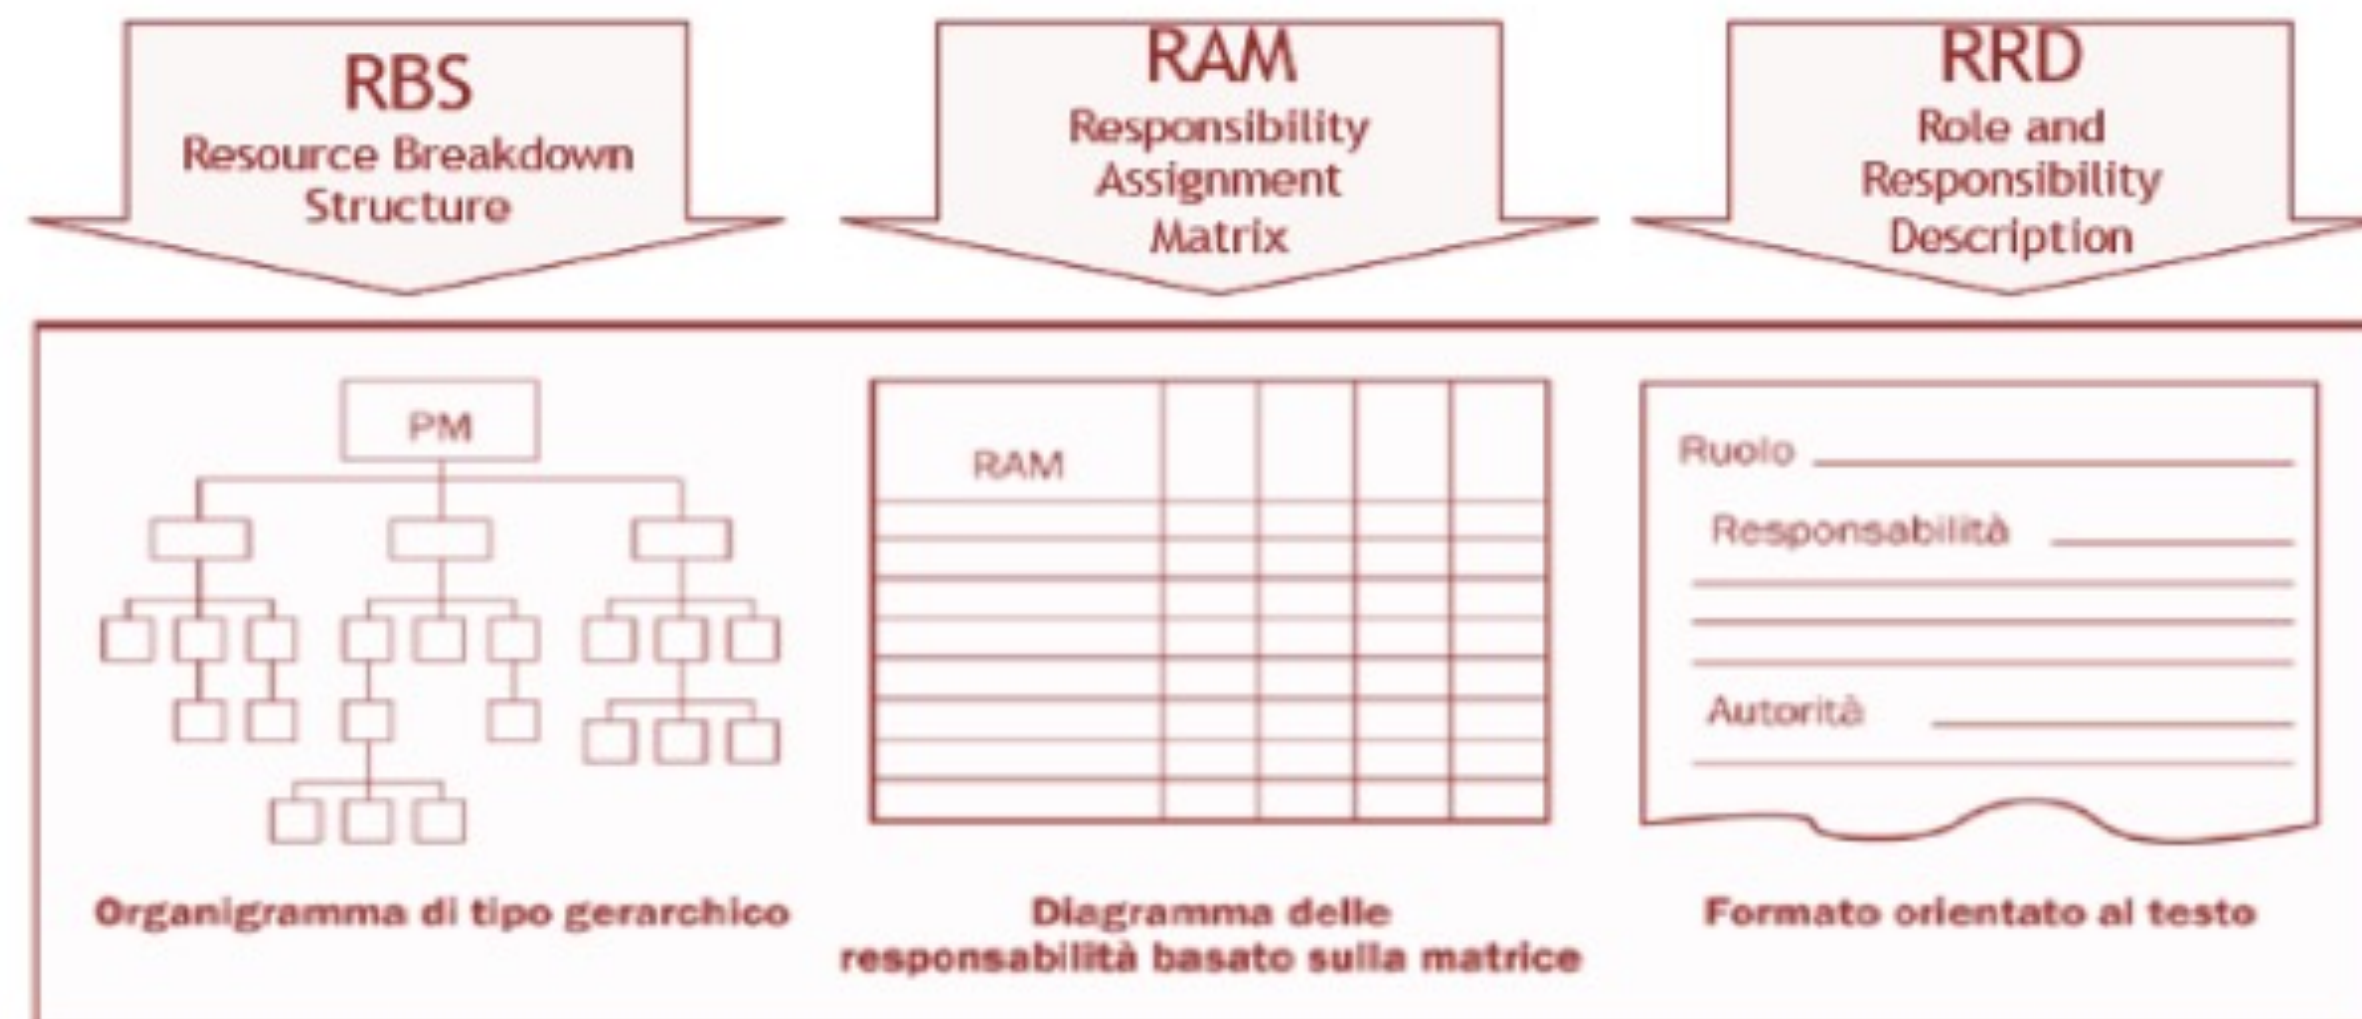 RBS
Resource Breakdown
Structure
RAM
Responsibility
Assignment
Matrix
RRD
Role and
Responsibility
Description
PM
RAM
Ruolo
Responsabilità
Autorità
Organigramma di tipo gerarchico
Diagramma delle
responsabilità basato sulla matrice
Formato orientato al testo